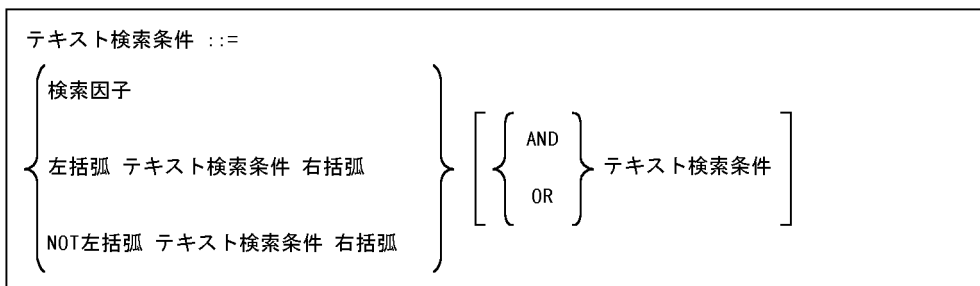 テキスト検索条件 ::=
検索因子
左括弧 テキスト検索条件 右括弧
NOT左括弧 テキスト検索条件 右括弧
AND
OR
テキスト検索条件